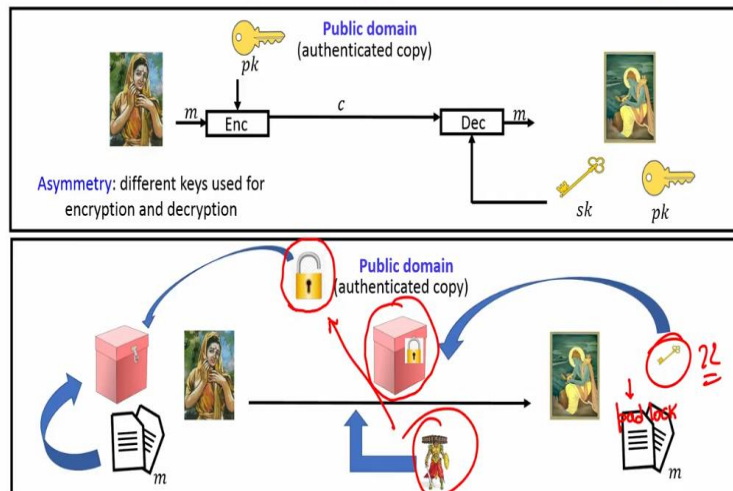 Public domain
(authenticated copy)
pk
m
Enc
c
Dec
m
Asymmetry: different keys used for
encryption and decryption
sk
pk
Public domain
(authenticated copy)
padlock
m
m